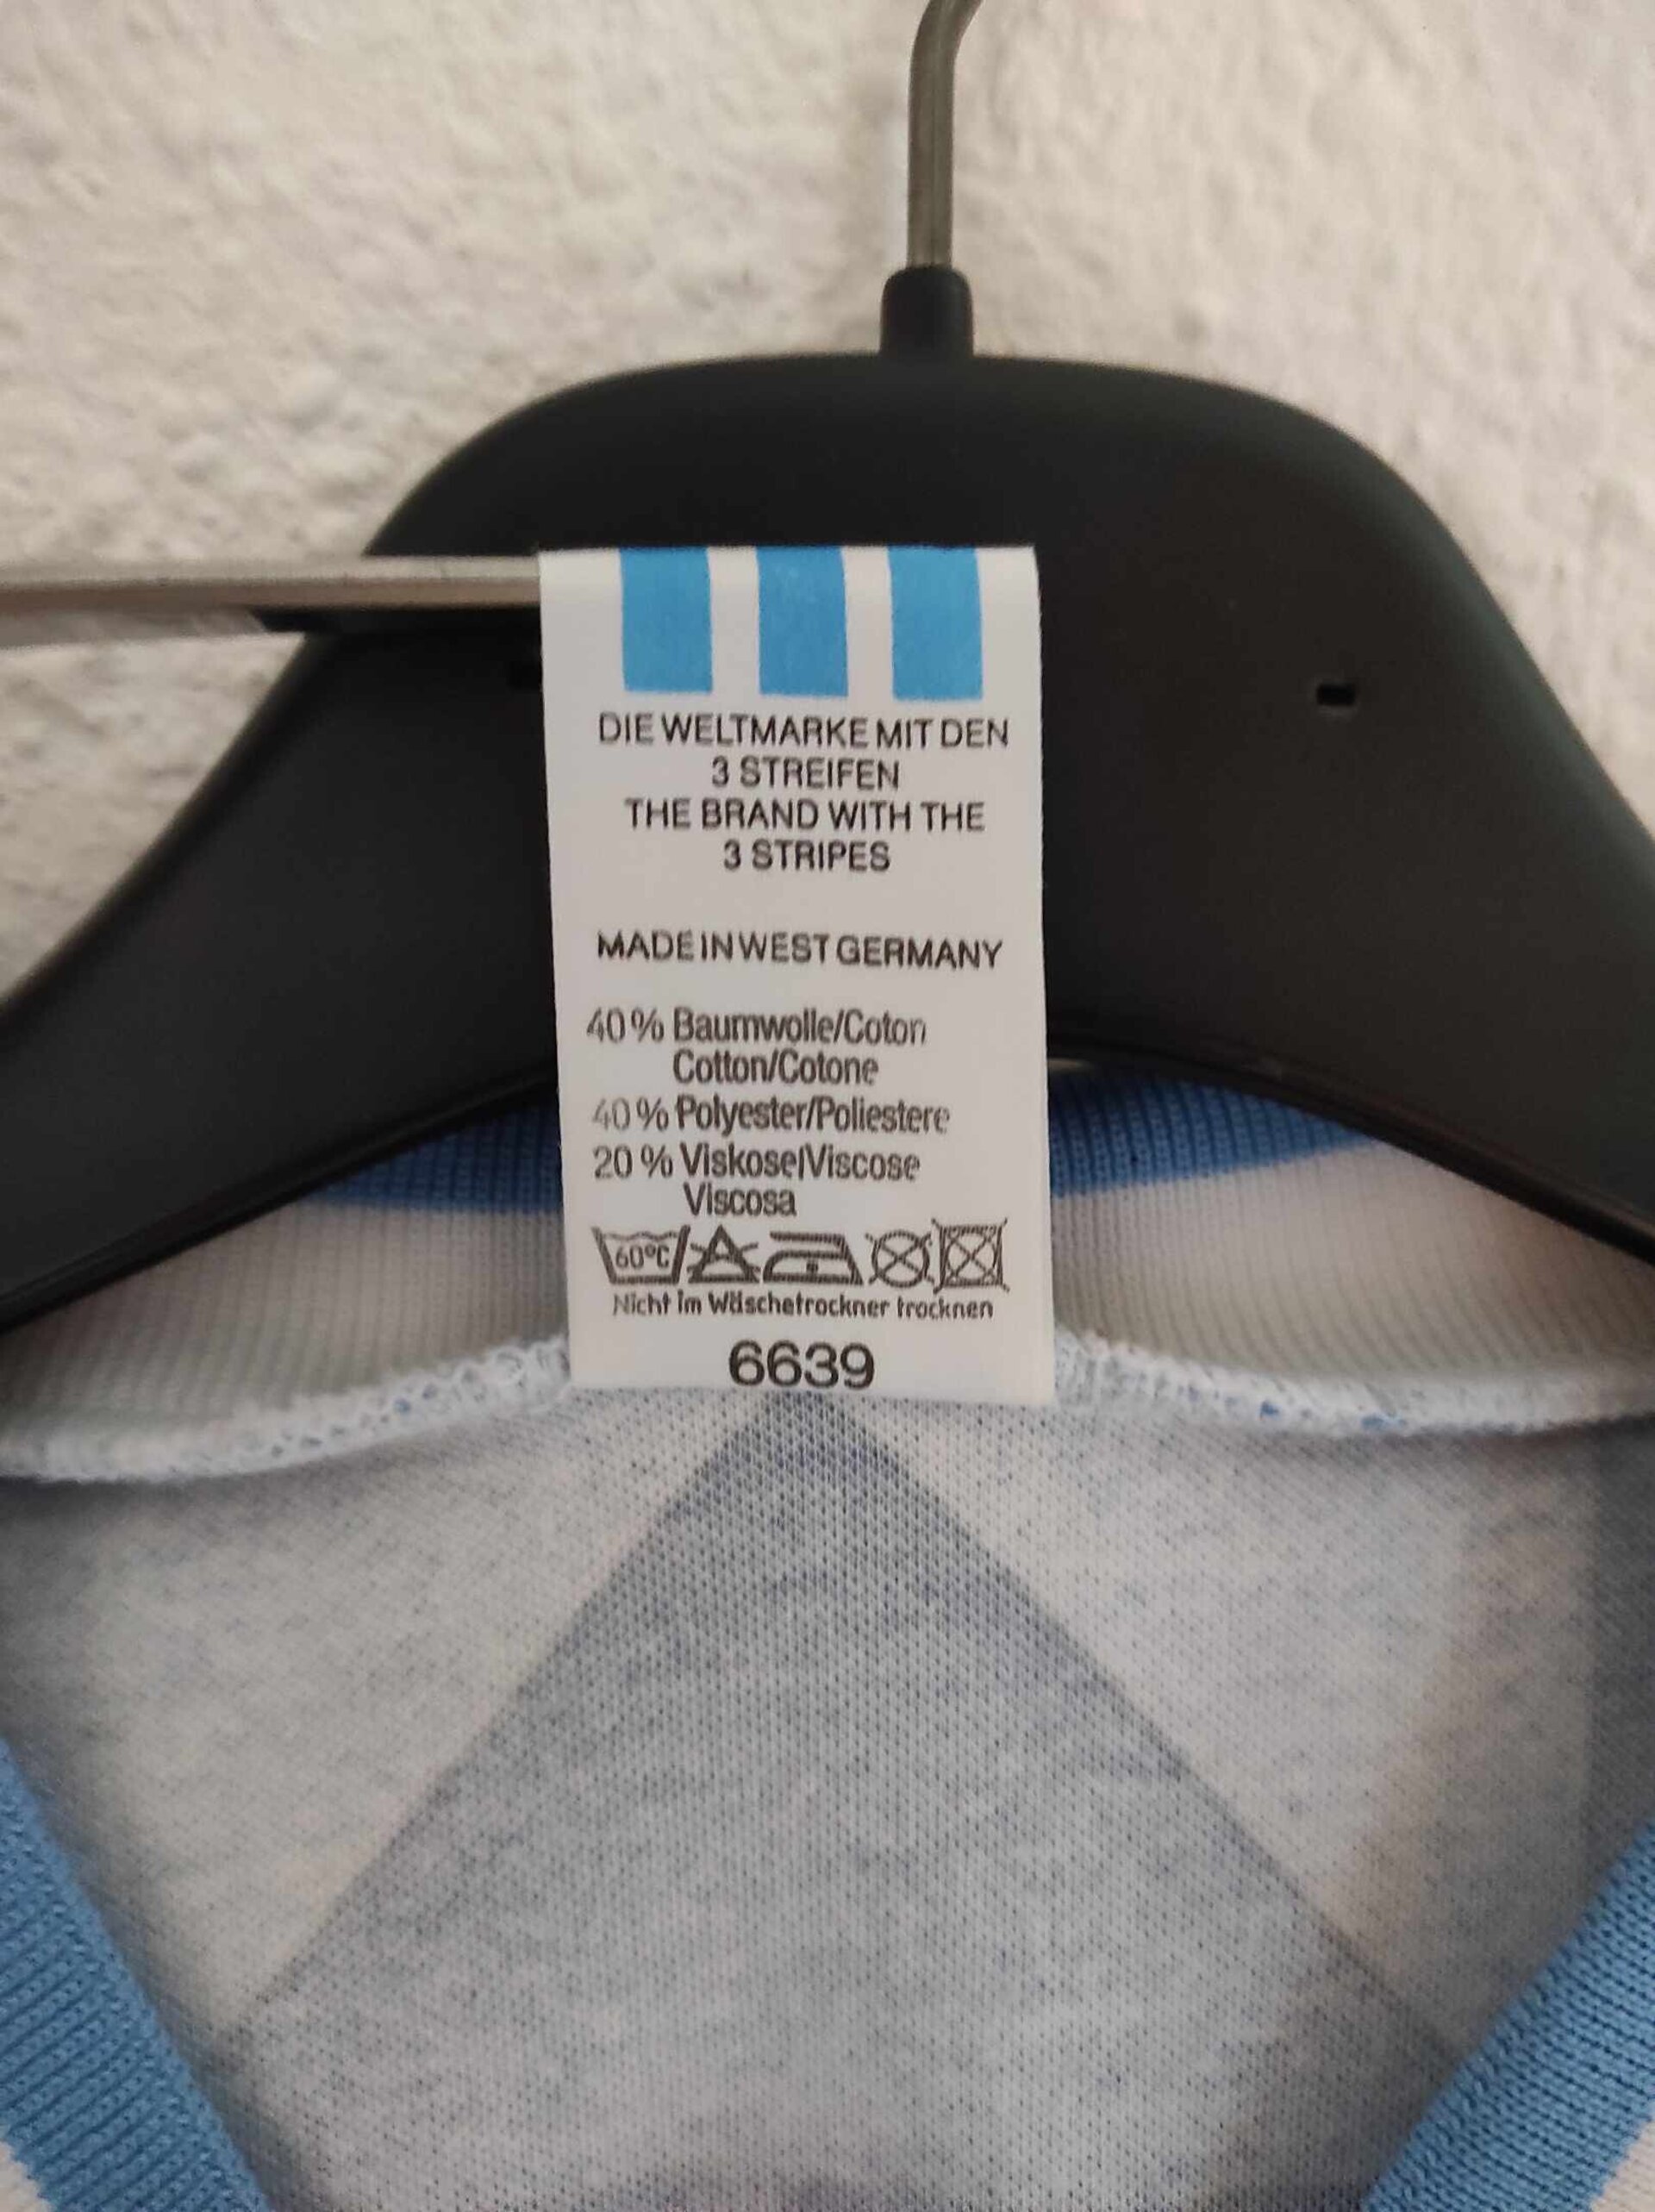 DIE WELTMARKE MIT DEN
3 STREIFEN
THE BRAND WITH THE
3 STRIPES
MADE IN WEST GERMANY
40% Baumwolle/Coton
Cotton/Cotone
40% Polyester/Poliestere
20% Viskose/Viscose
Viscosa
60°C
Nicht im Wäschetrockner trocknen
6639